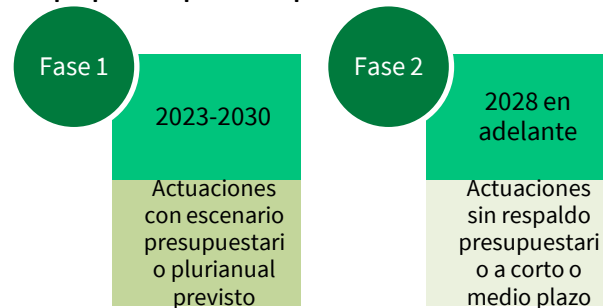 Fase 1
2023-2030
Actuaciones
con escenario
presupuestari
o plurianual
previsto
Fase 2
2028 en
adelante
Actuaciones
sin respaldo
presupuestari
o a corto o
medio plazo